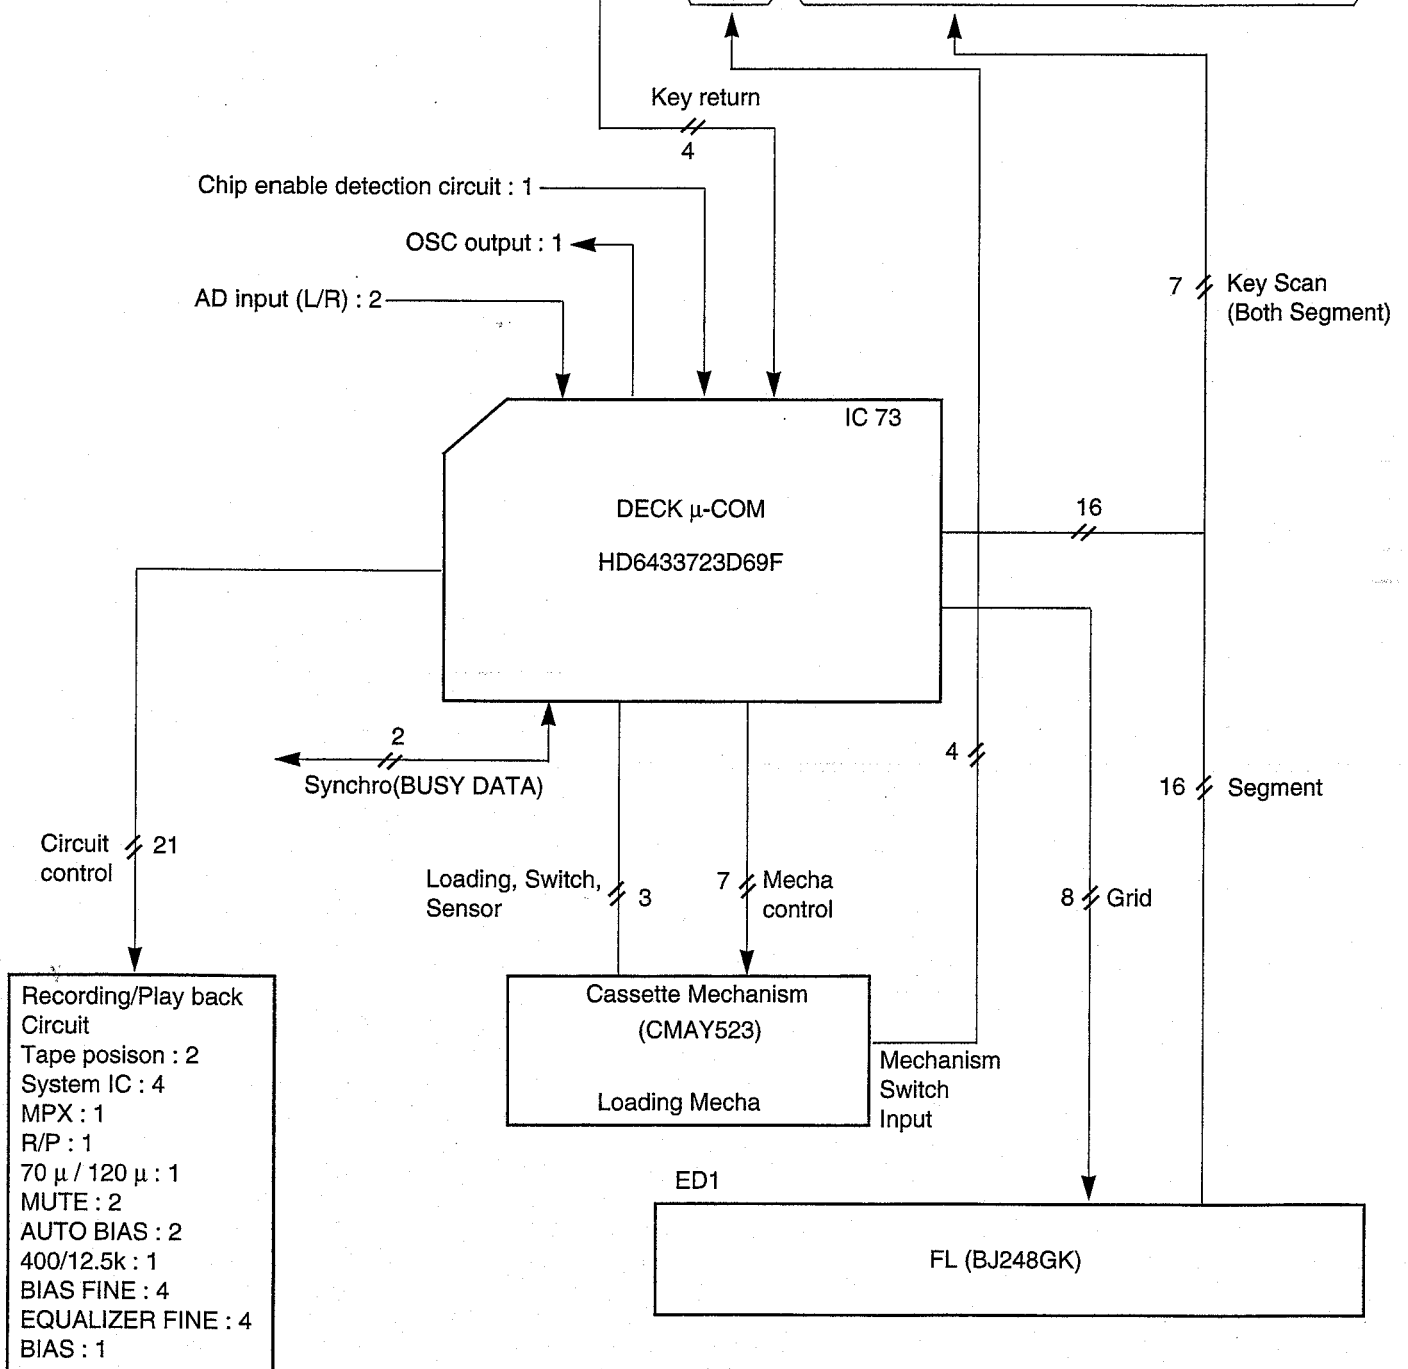 Key return
4
Chip enable detection circuit : 1
OSC output : 1
AD input (L/R) : 2
7
Key Scan
(Both Segment)
IC 73
DECK μ-COM
HD6433723D69F
16
2
Synchro(BUSY DATA)
4
16
Segment
Circuit
control
21
Loading, Switch,
Sensor
3
7
Mecha
control
8
Grid
Recording/Play back
Circuit
Tape posison : 2
System IC : 4
MPX : 1
R/P : 1
70 μ / 120 μ : 1
MUTE : 2
AUTO BIAS : 2
400/12.5k : 1
BIAS FINE : 4
EQUALIZER FINE : 4
BIAS : 1
Cassette Mechanism
(CMAY523)
Loading Mecha
Mechanism
Switch
Input
ED1
FL (BJ248GK)